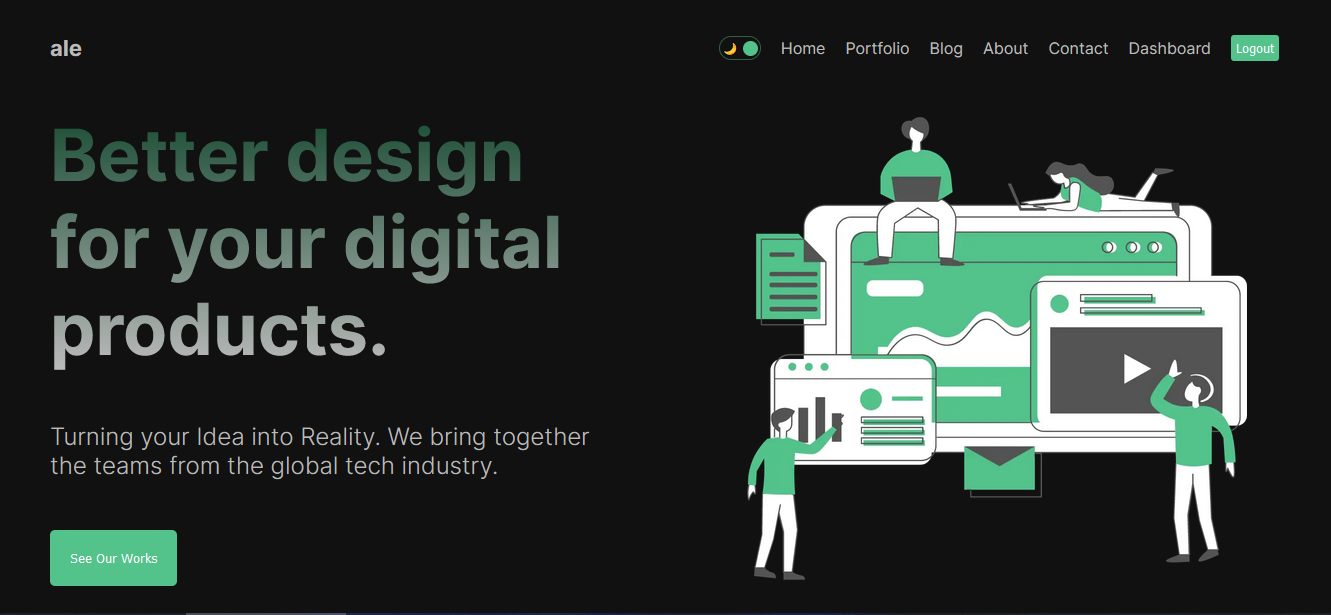 ale
Home Portfolio Blog About Contact Dashboard Logout
Better design
for your digital
products.
Turning your Idea into Reality. We bring together
the teams from the global tech industry.
See Our Works